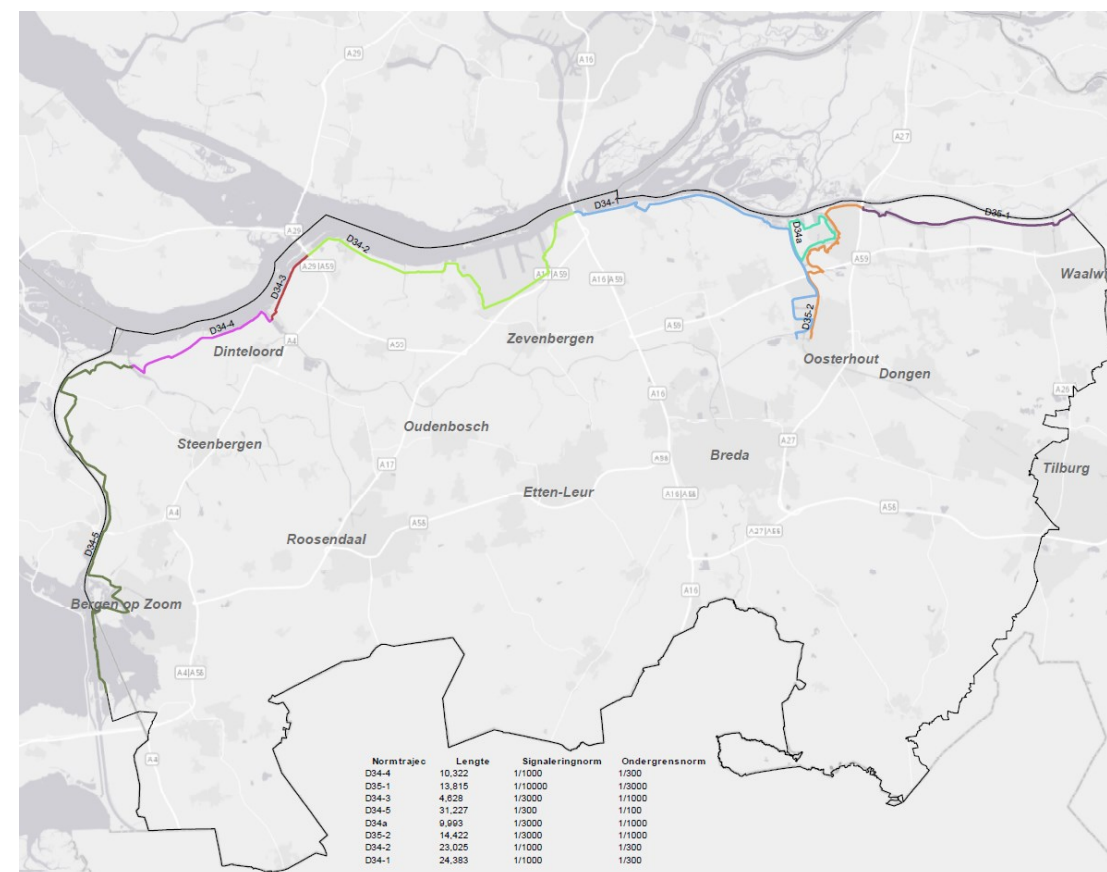 A29
A16
A27
D34-1
D35-1
A29
D34-2
D34a
A29|A59
A59
A17|A59
A16|A59
Waalw
D34-3
D35-2
D34-4
A59
Zevenbergen
A4
Dinteloord
Oosterhout
Dongen
A16
Oudenbosch
Steenbergen
A27
Breda
A58
A17
Tilburg
Etten-Leur
A16|A58
A4
A58
A58
A27|A58
Roosendaal
D34-5
A16
Bergen op Zoom
A4|A58
A4
Normtrajec Lengte Signaleringnorm Ondergrensnorm
D34-4 10,322 1/1000 1/300
D35-1 13,815 1/10000 1/3000
D34-3 4,628 1/3000 1/1000
D34-5 31,227 1/300 1/100
D34a 9,993 1/3000 1/1000
D35-2 14,422 1/3000 1/1000
D34-2 23,025 1/1000 1/300
D34-1 24,383 1/1000 1/300